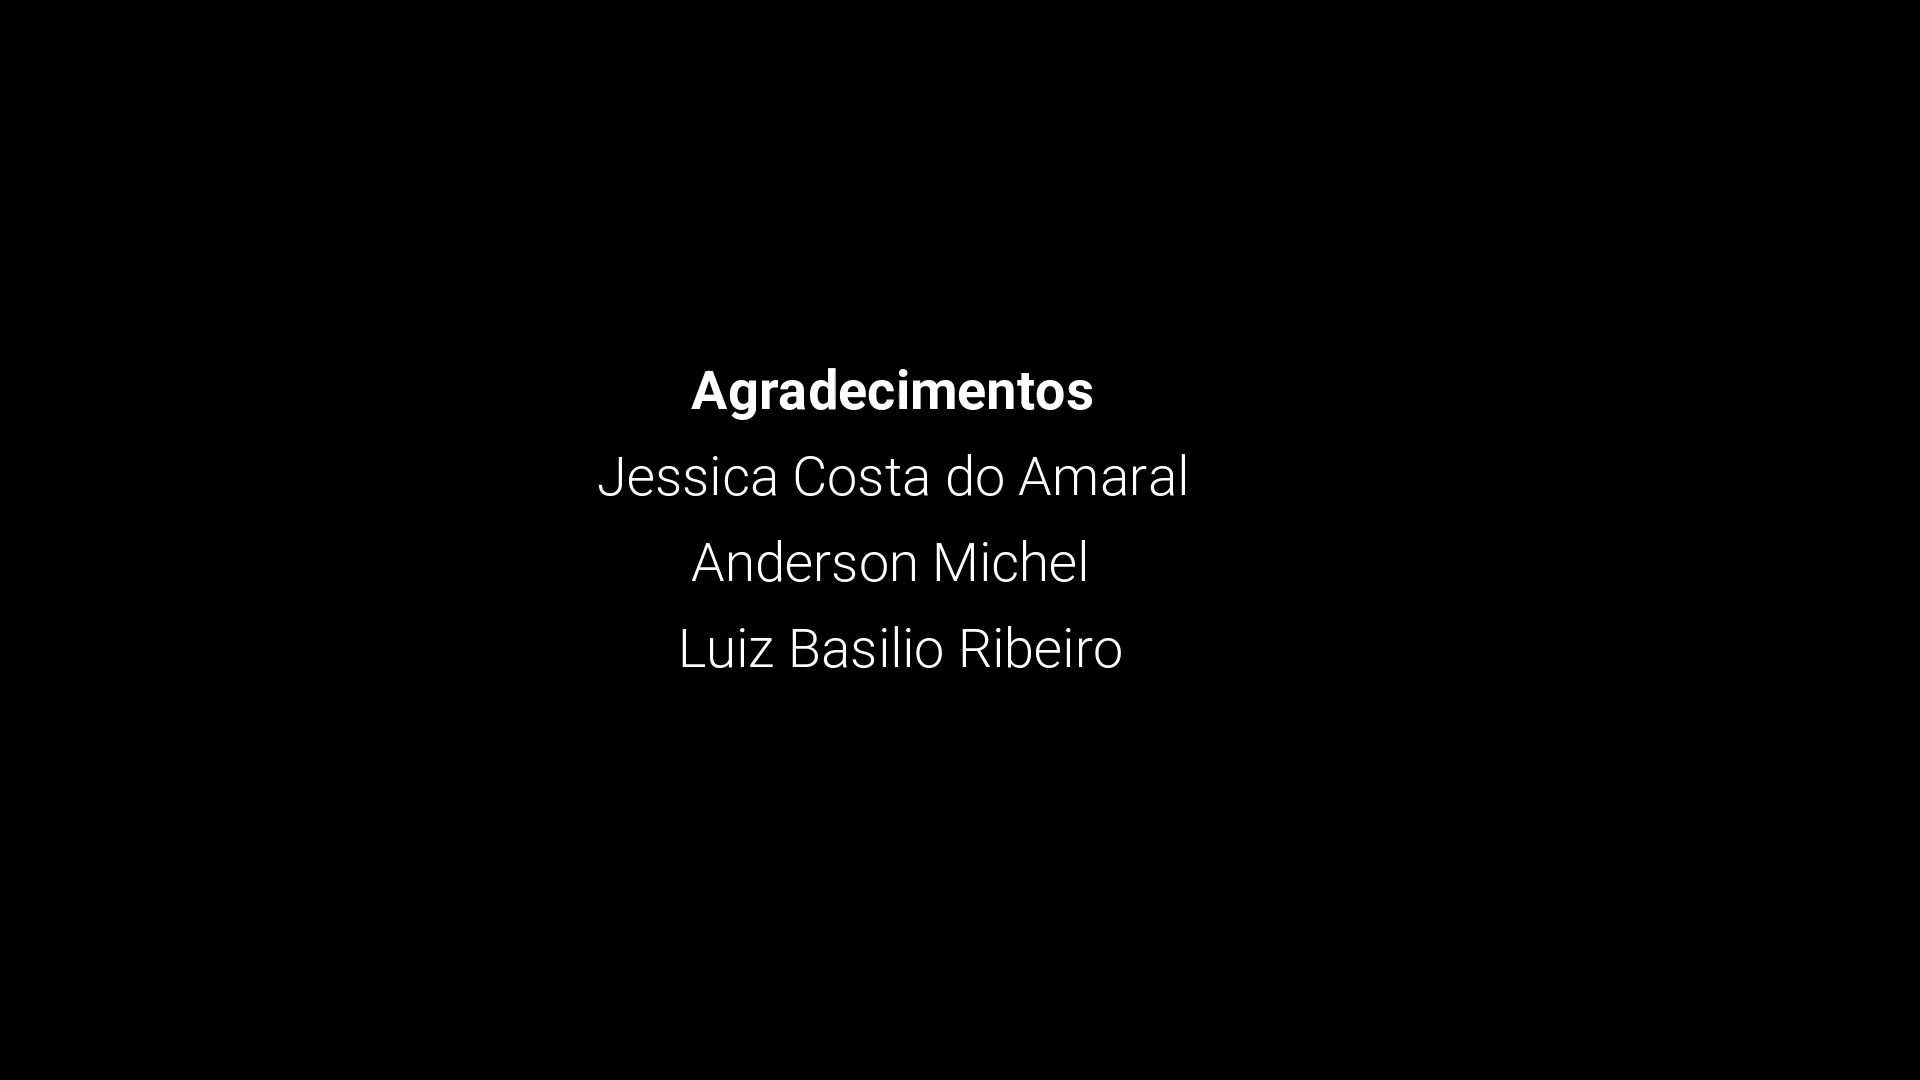 Agradecimentos
Jessica Costa do Amaral
Anderson Michel
Luiz Basilio Ribeiro